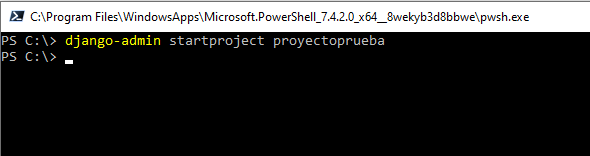 C:\Program Files\WindowsApps\Microsoft.PowerShell_7.4.2.0_x64__8wekyb3d8bbwe\pwsh.exe
PS C:\> django-admin startproject proyectoprueba
PS C:\>